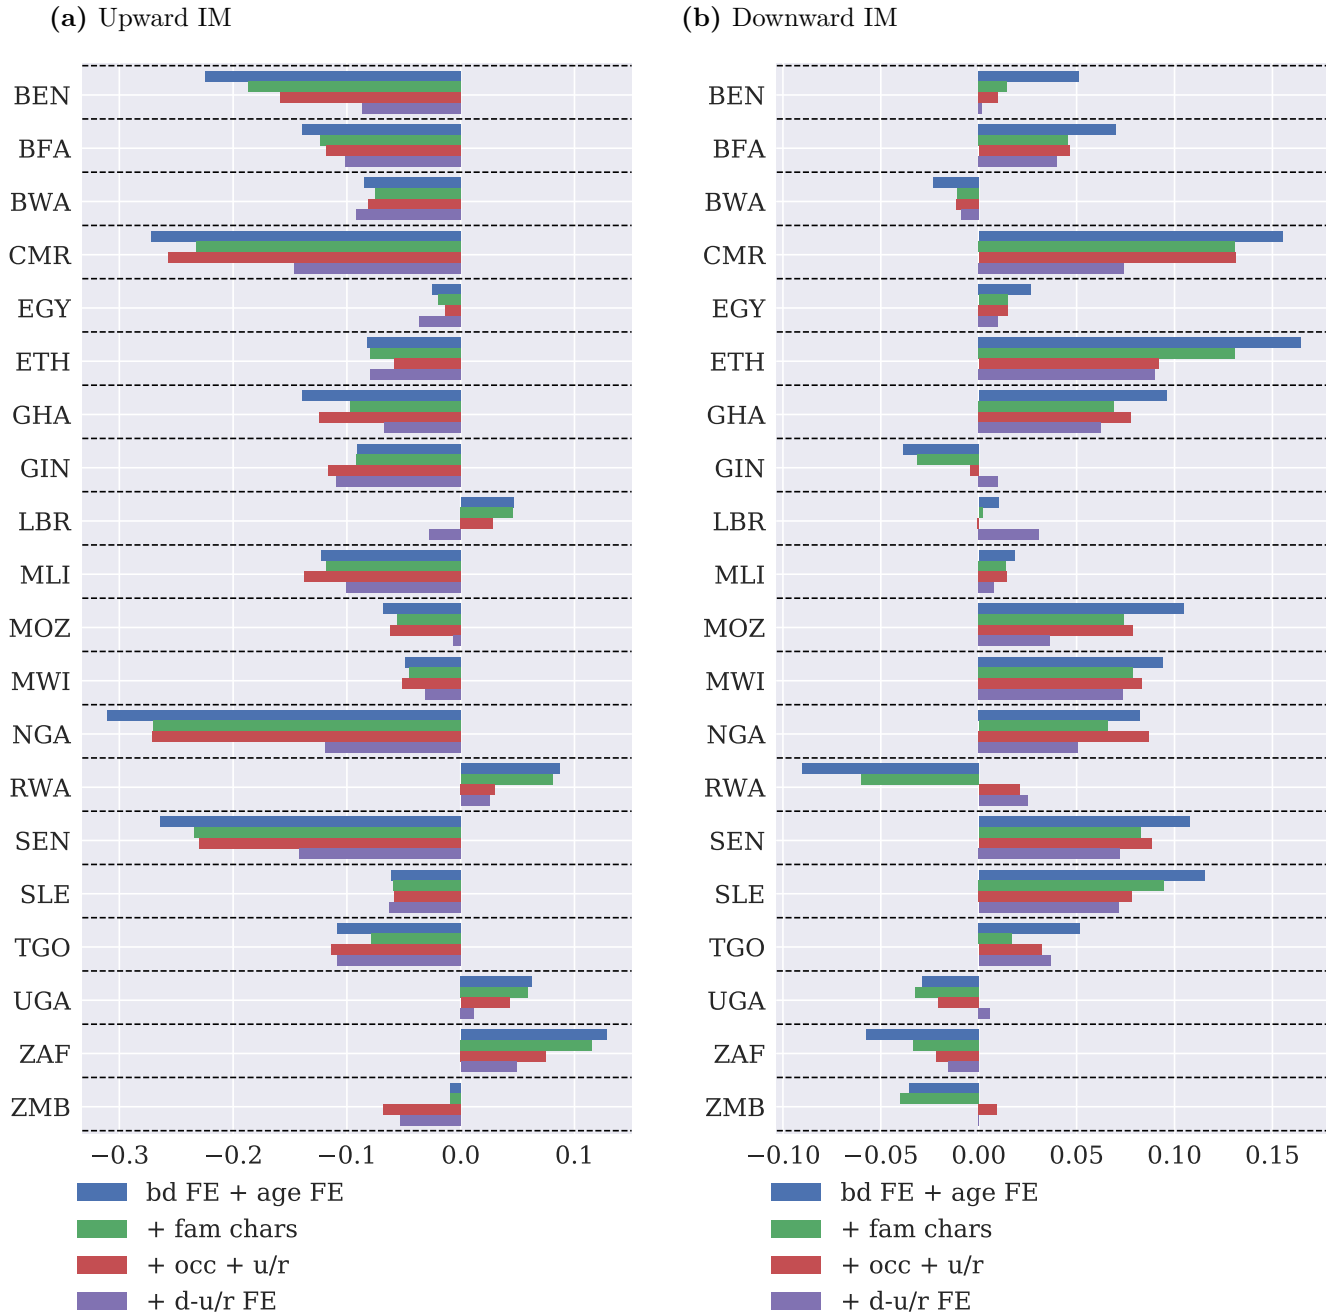 (a) Upward IM
BEN
BFA
BWA
CMR
EGY
ETH
GHA
GIN
LBR
MLI
MOZ
MWI
NGA
RWA
SEN
SLE
TGO
UGA
ZAF
ZMB
−0.3 −0.2 −0.1 0.0 0.1
bd FE + age FE
+ fam chars
+ occ + u/r
+ d-u/r FE
(b) Downward IM
BEN
BFA
BWA
CMR
EGY
ETH
GHA
GIN
LBR
MLI
MOZ
MWI
NGA
RWA
SEN
SLE
TGO
UGA
ZAF
ZMB
−0.10 −0.05 0.00 0.05 0.10 0.15
bd FE + age FE
+ fam chars
+ occ + u/r
+ d-u/r FE